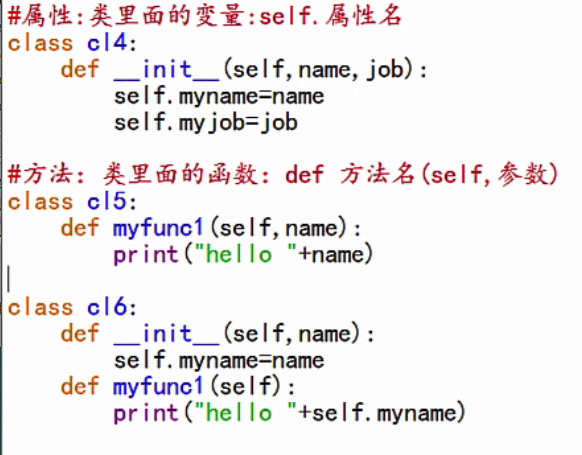 #属性:类里面的变量:self.属性名
class cl4:
    def __init__(self,name,job):
        self.myname=name
        self.myjob=job
#方法: 类里面的函数: def 方法名(self,参数)
class cl5:
    def myfunc1(self,name):
        print("hello "+name)
class cl6:
    def __init__(self,name):
        self.myname=name
    def myfunc1(self):
        print("hello "+self.myname)